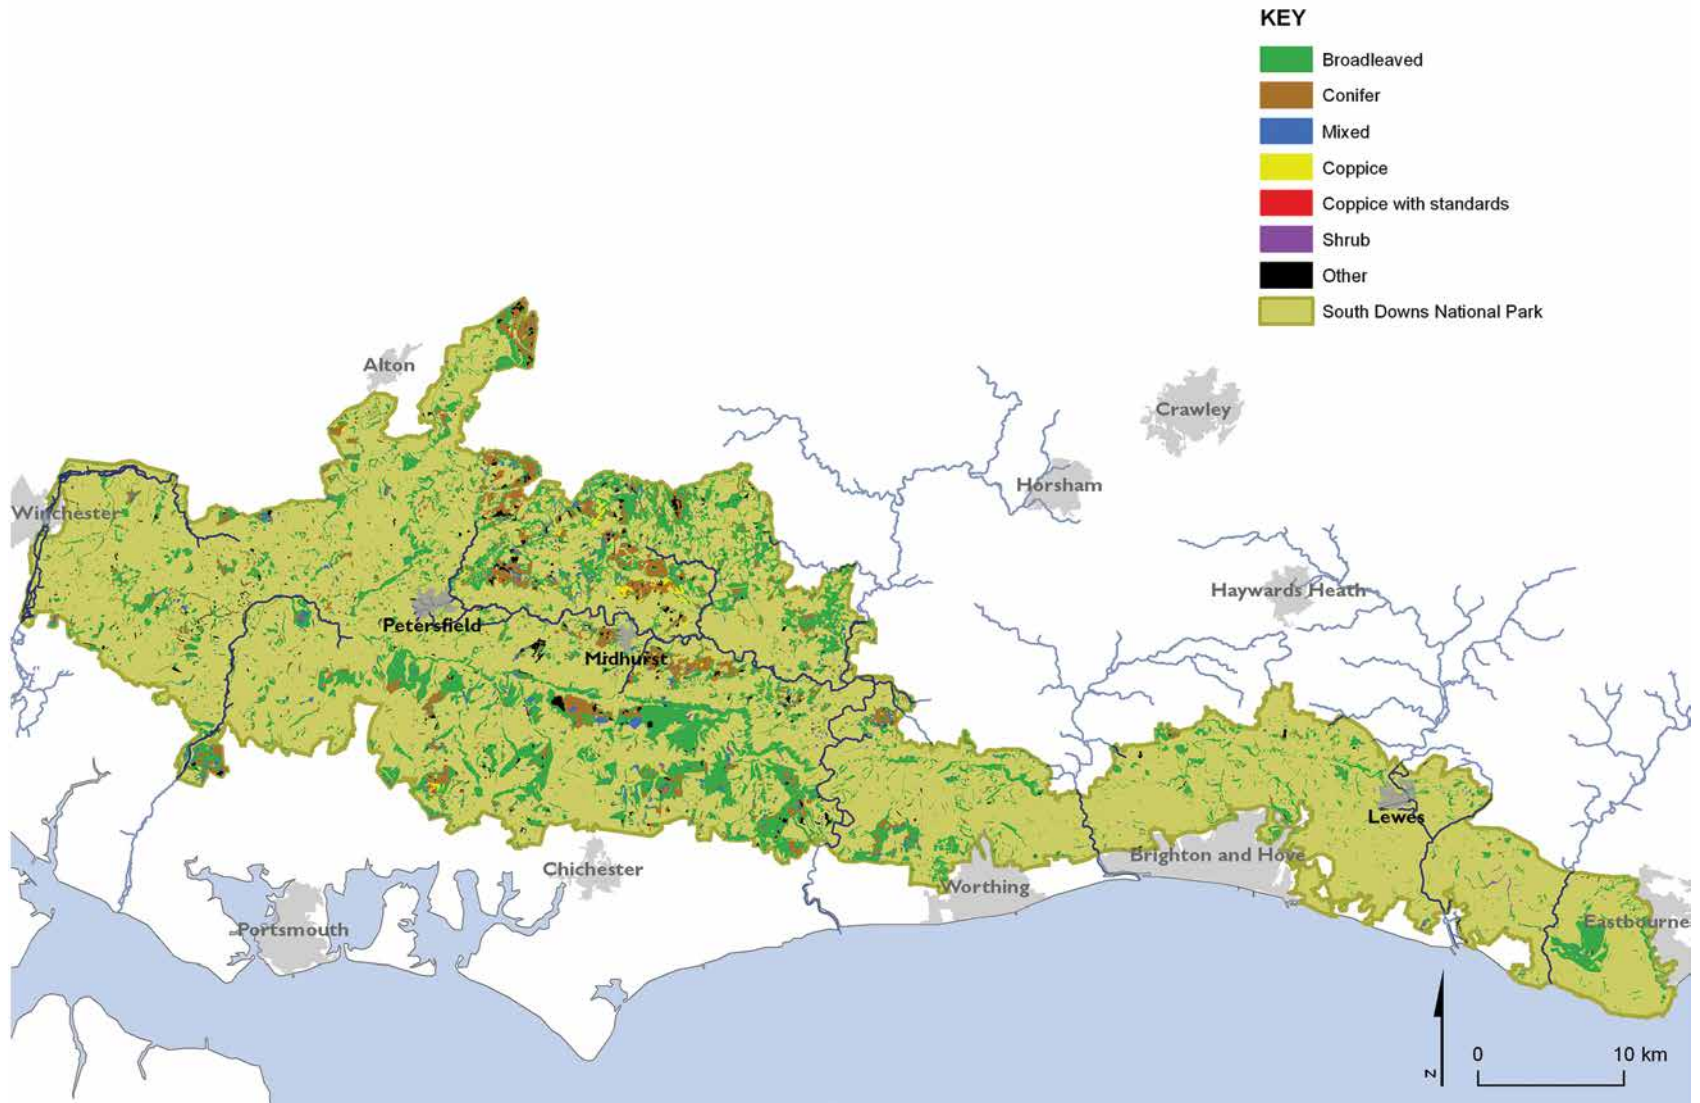 KEY
Broadleaved
Conifer
Mixed
Coppice
Coppice with standards
Shrub
Other
South Downs National Park
Alton
Crawley
Horsham
Winchester
Haywards Heath
Petersfield
Midhurst
Lewes
Brighton and Hove
Chichester
Worthing
Portsmouth
Eastbourne
0 10 km
N